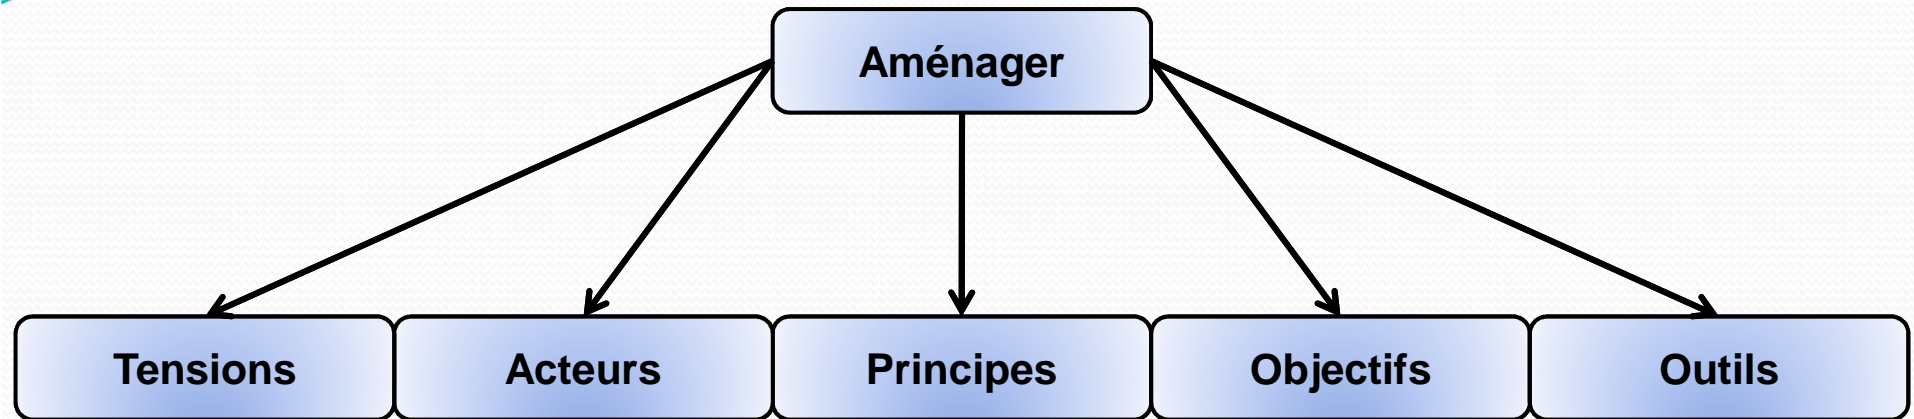 Aménager
Tensions
Acteurs
Principes
Objectifs
Outils